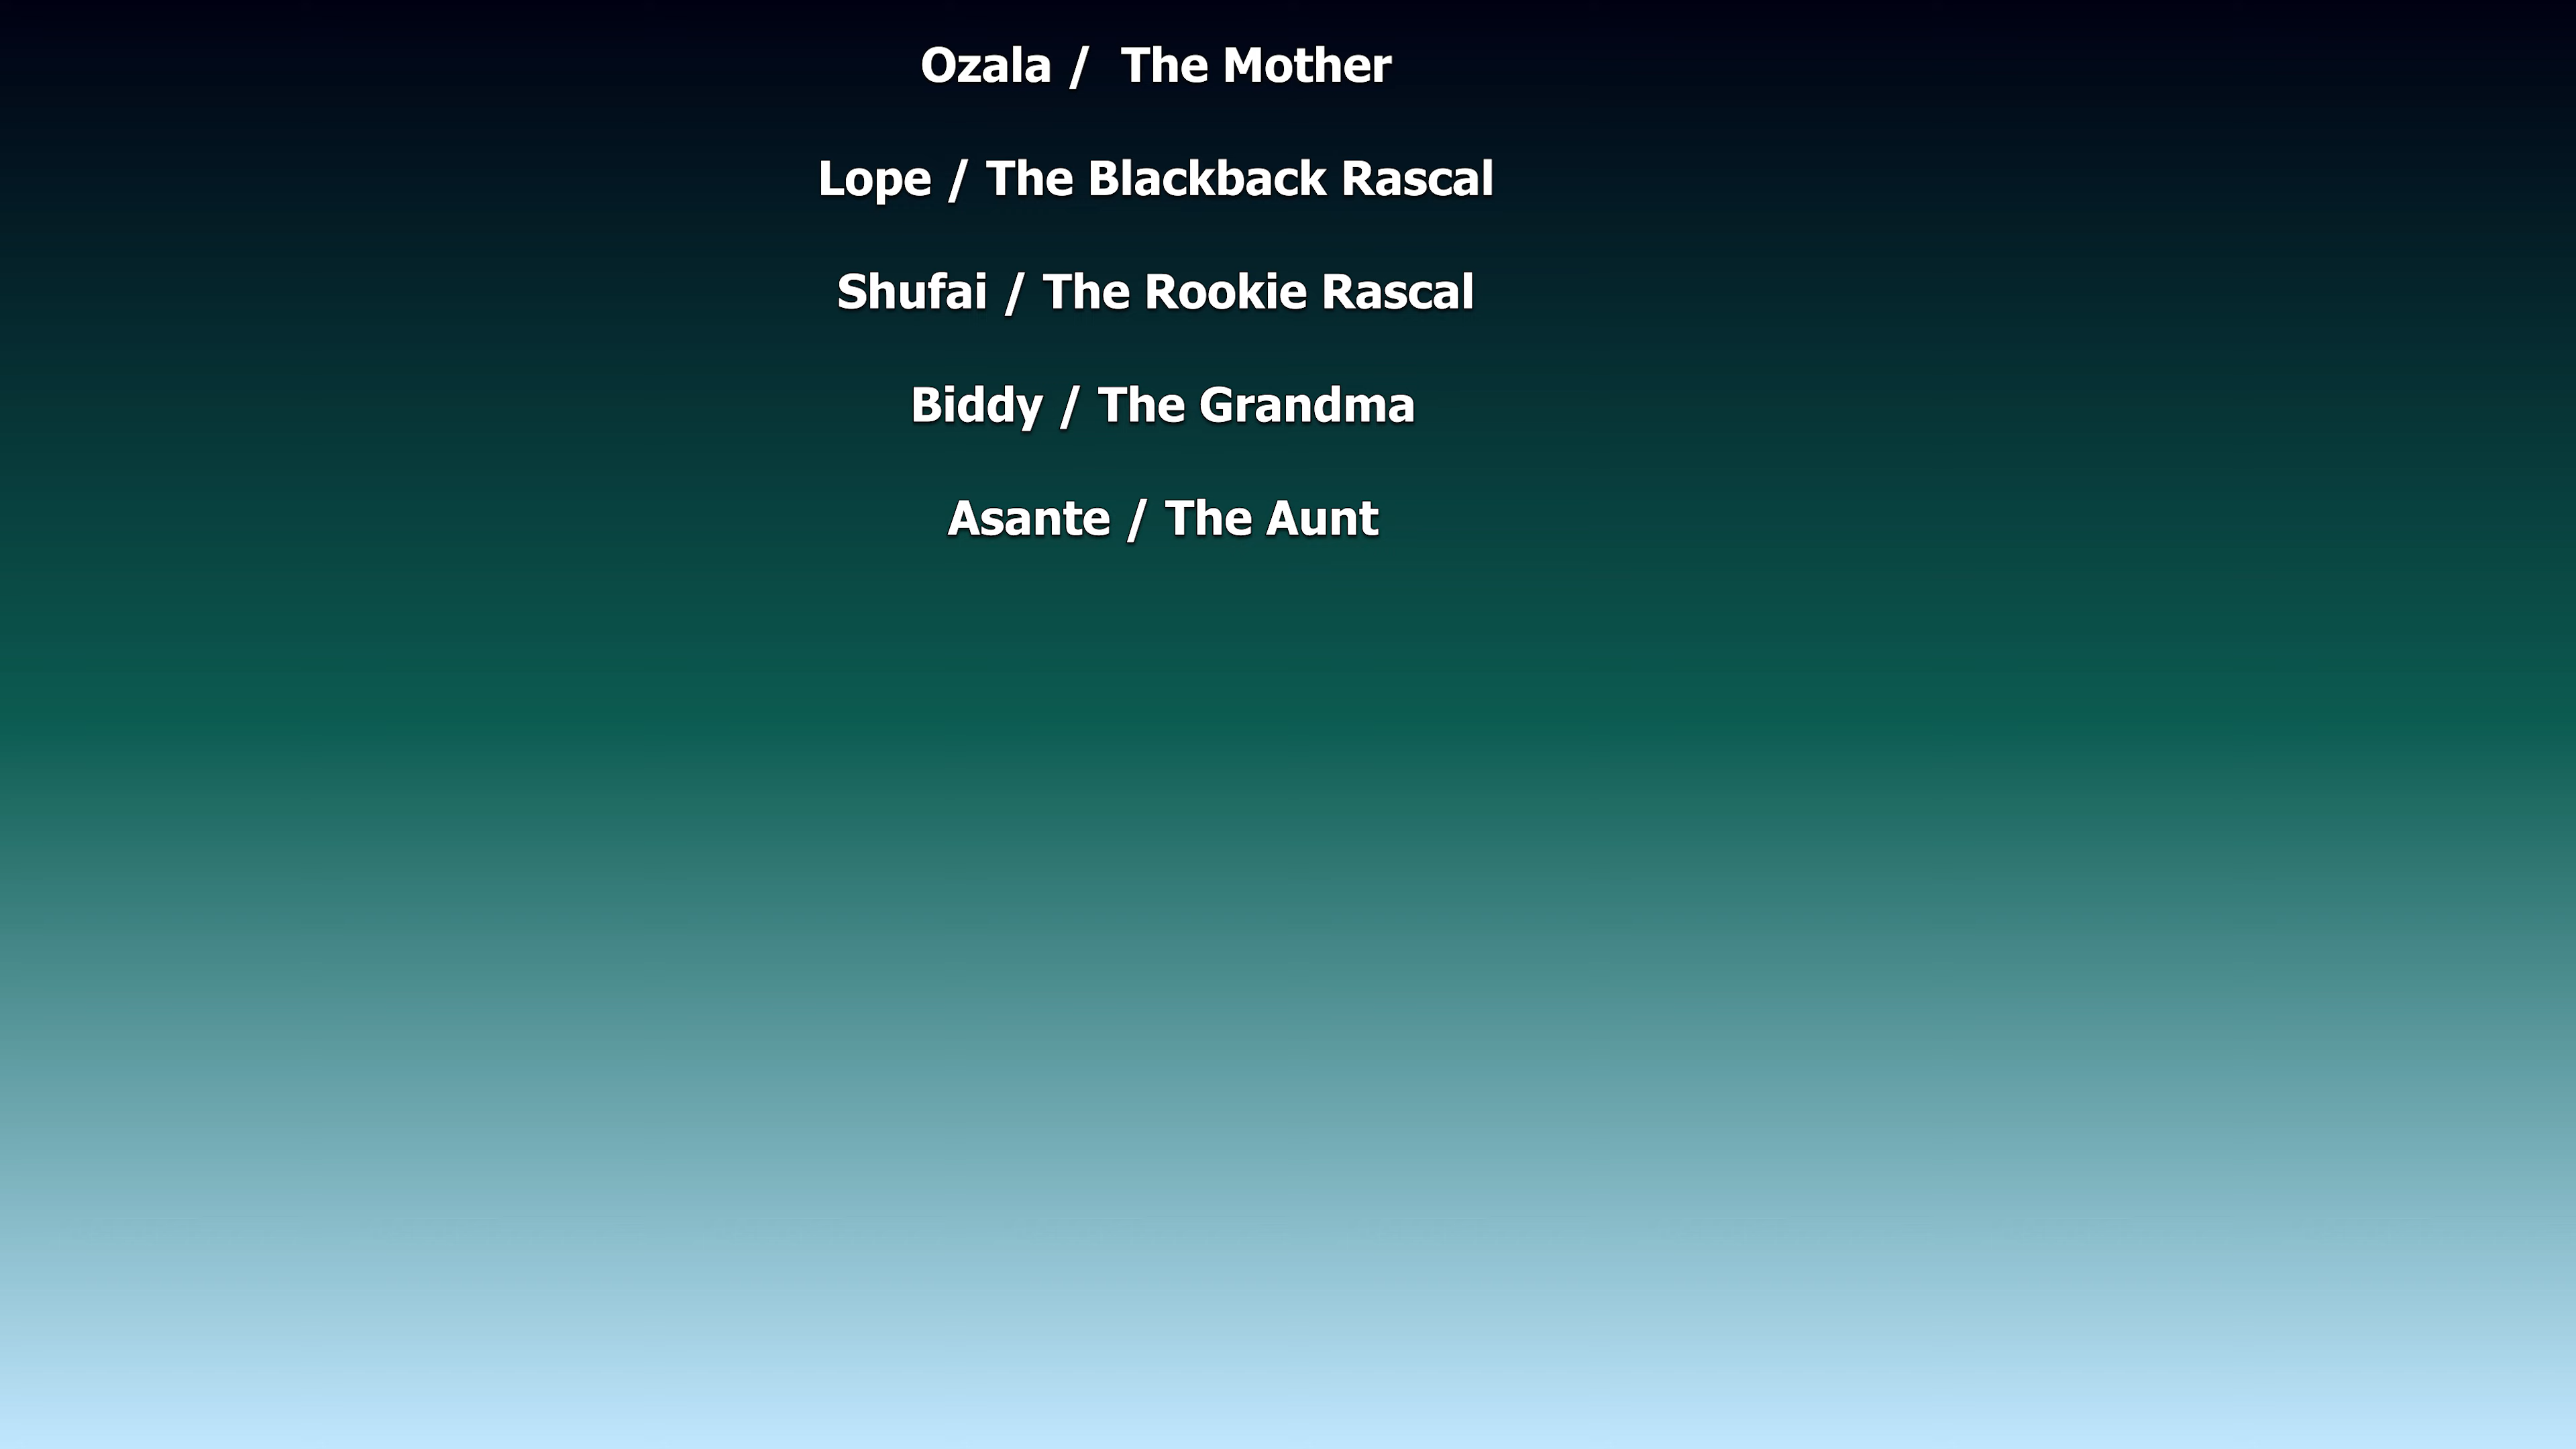 Ozala /  The Mother
Lope / The Blackback Rascal
Shufai / The Rookie Rascal
Biddy / The Grandma
Asante / The Aunt